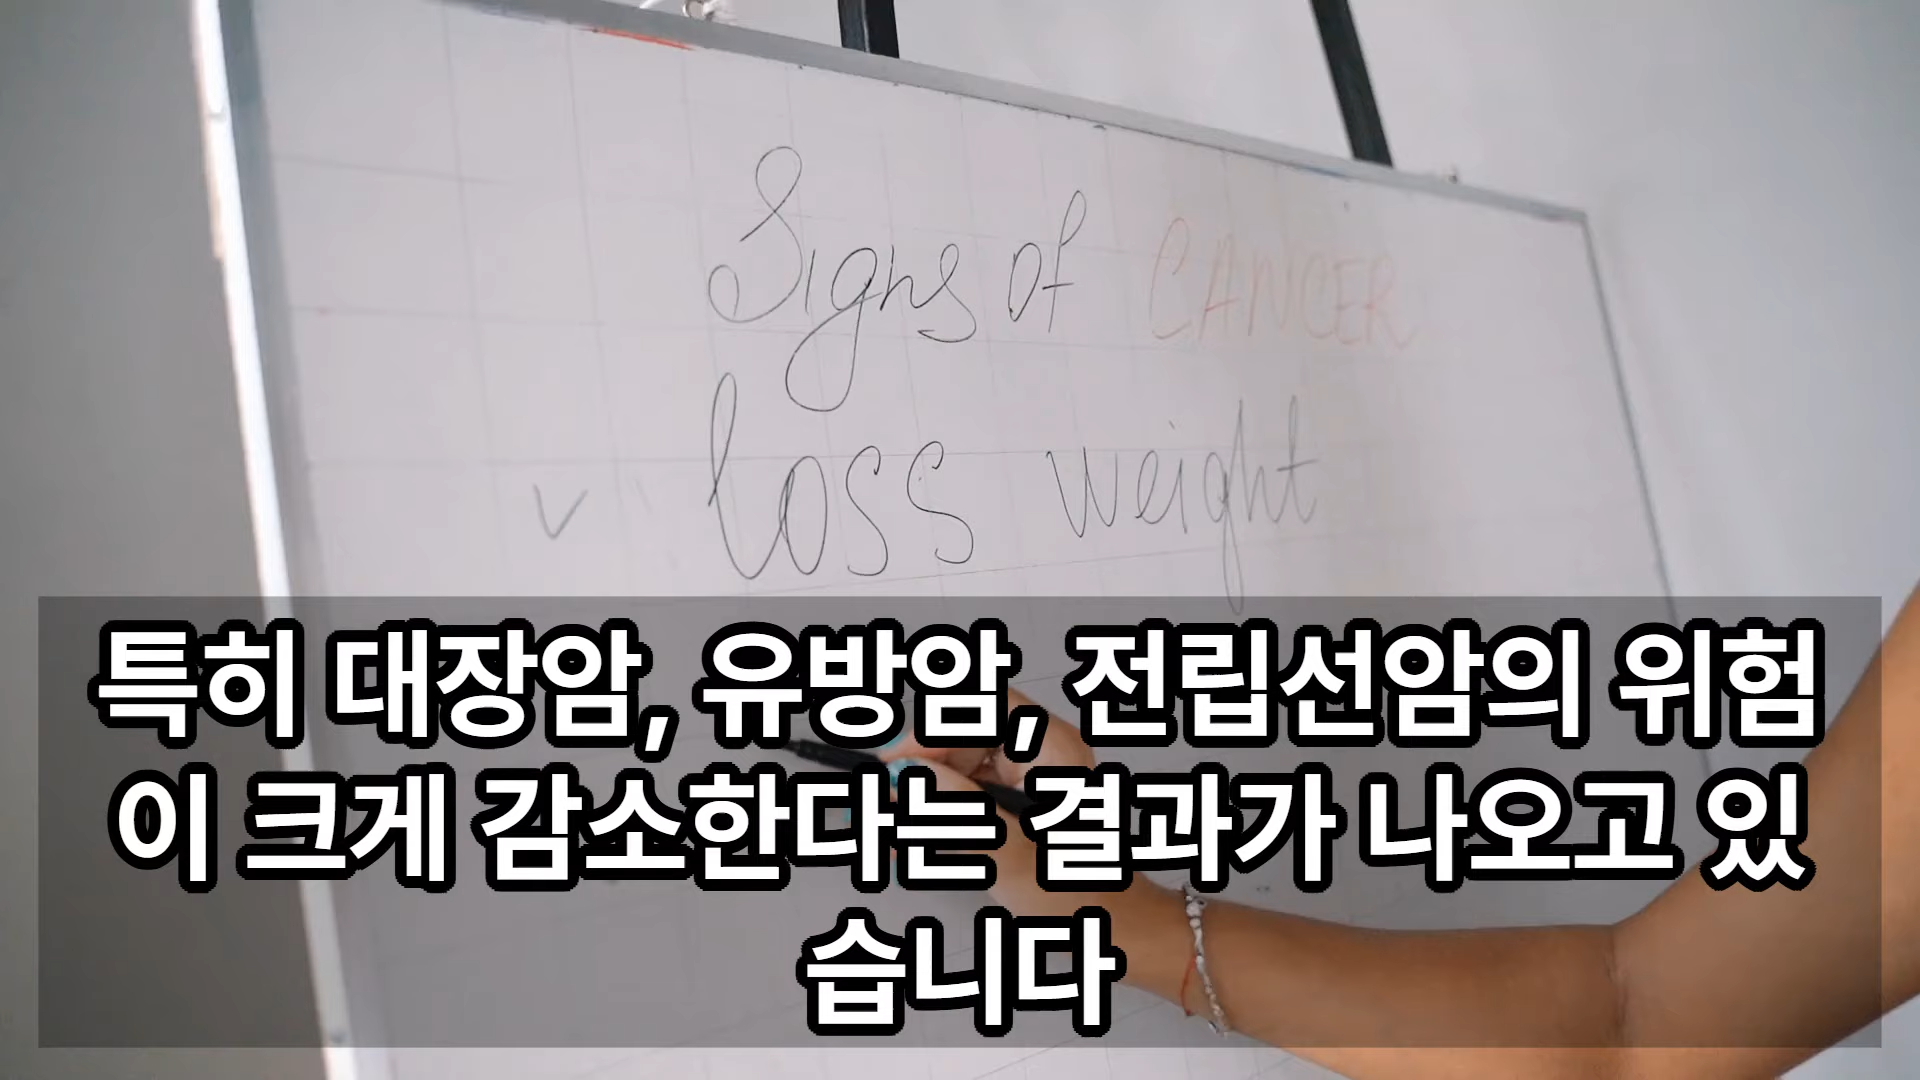 Signs of CANCER
v loss weight
특히 대장암, 유방암, 전립선암의 위험
이 크게 감소한다는 결과가 나오고 있
습니다